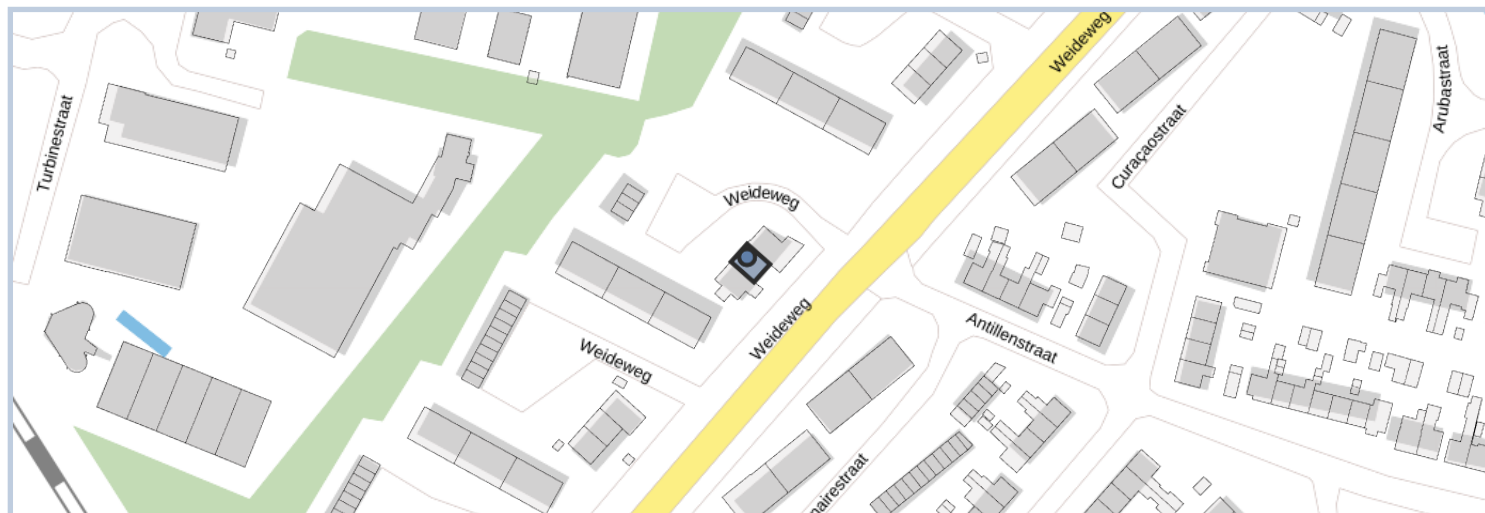 Weideweg
Arubastraat
Turbinestraat
Curaçaostraat
Weideweg
Weideweg
Antillenstraat
Weideweg
nairestraat